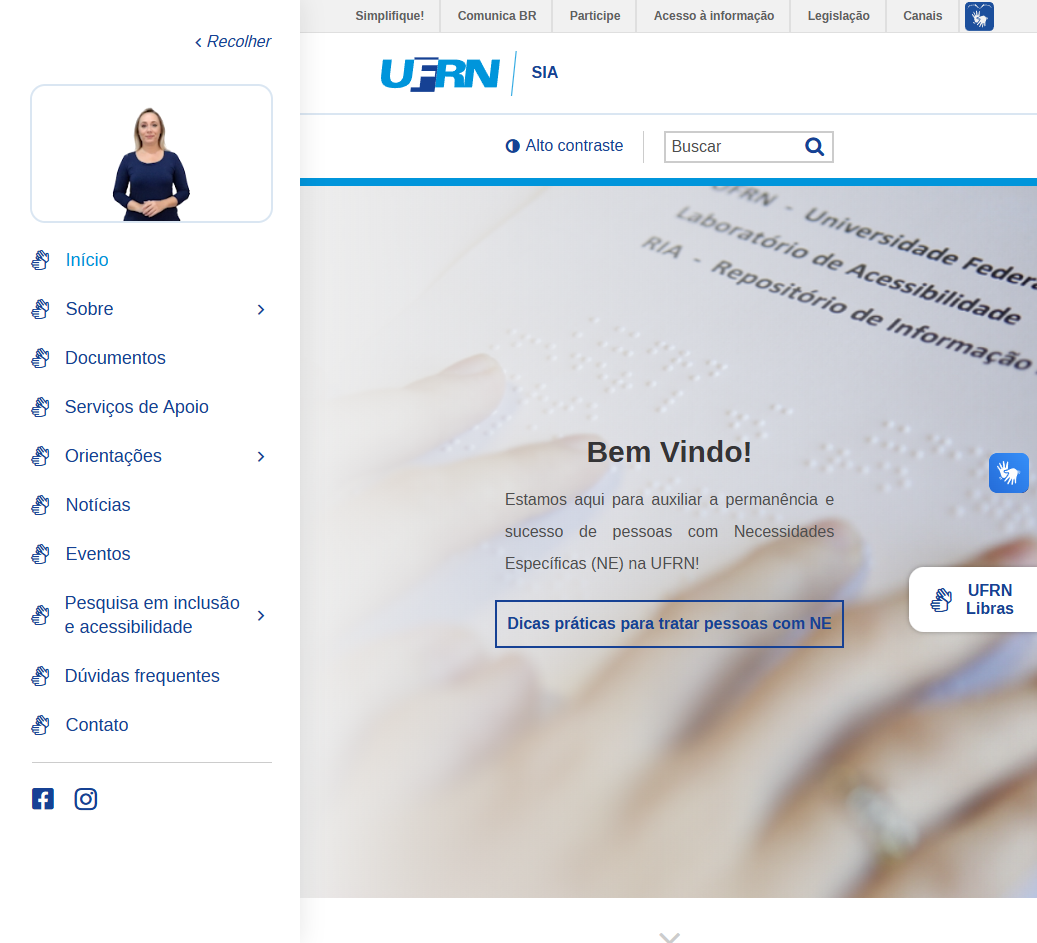 Simplifique!
Comunica BR
Participe
Acesso à informação
Legislação
Canais
Recolher
UFRN
SIA
Alto contraste
Buscar
Início
Sobre
Documentos
Serviços de Apoio
Orientações
Notícias
Eventos
Pesquisa em inclusão
e acessibilidade
Dúvidas frequentes
Contato
UFRN - Universidade Federa
Laboratório de Acessibilidade
RIA - Repositório de Informação
Bem Vindo!
Estamos aqui para auxiliar a permanência e
sucesso de pessoas com Necessidades
Específicas (NE) na UFRN!
Dicas práticas para tratar pessoas com NE
UFRN
Libras